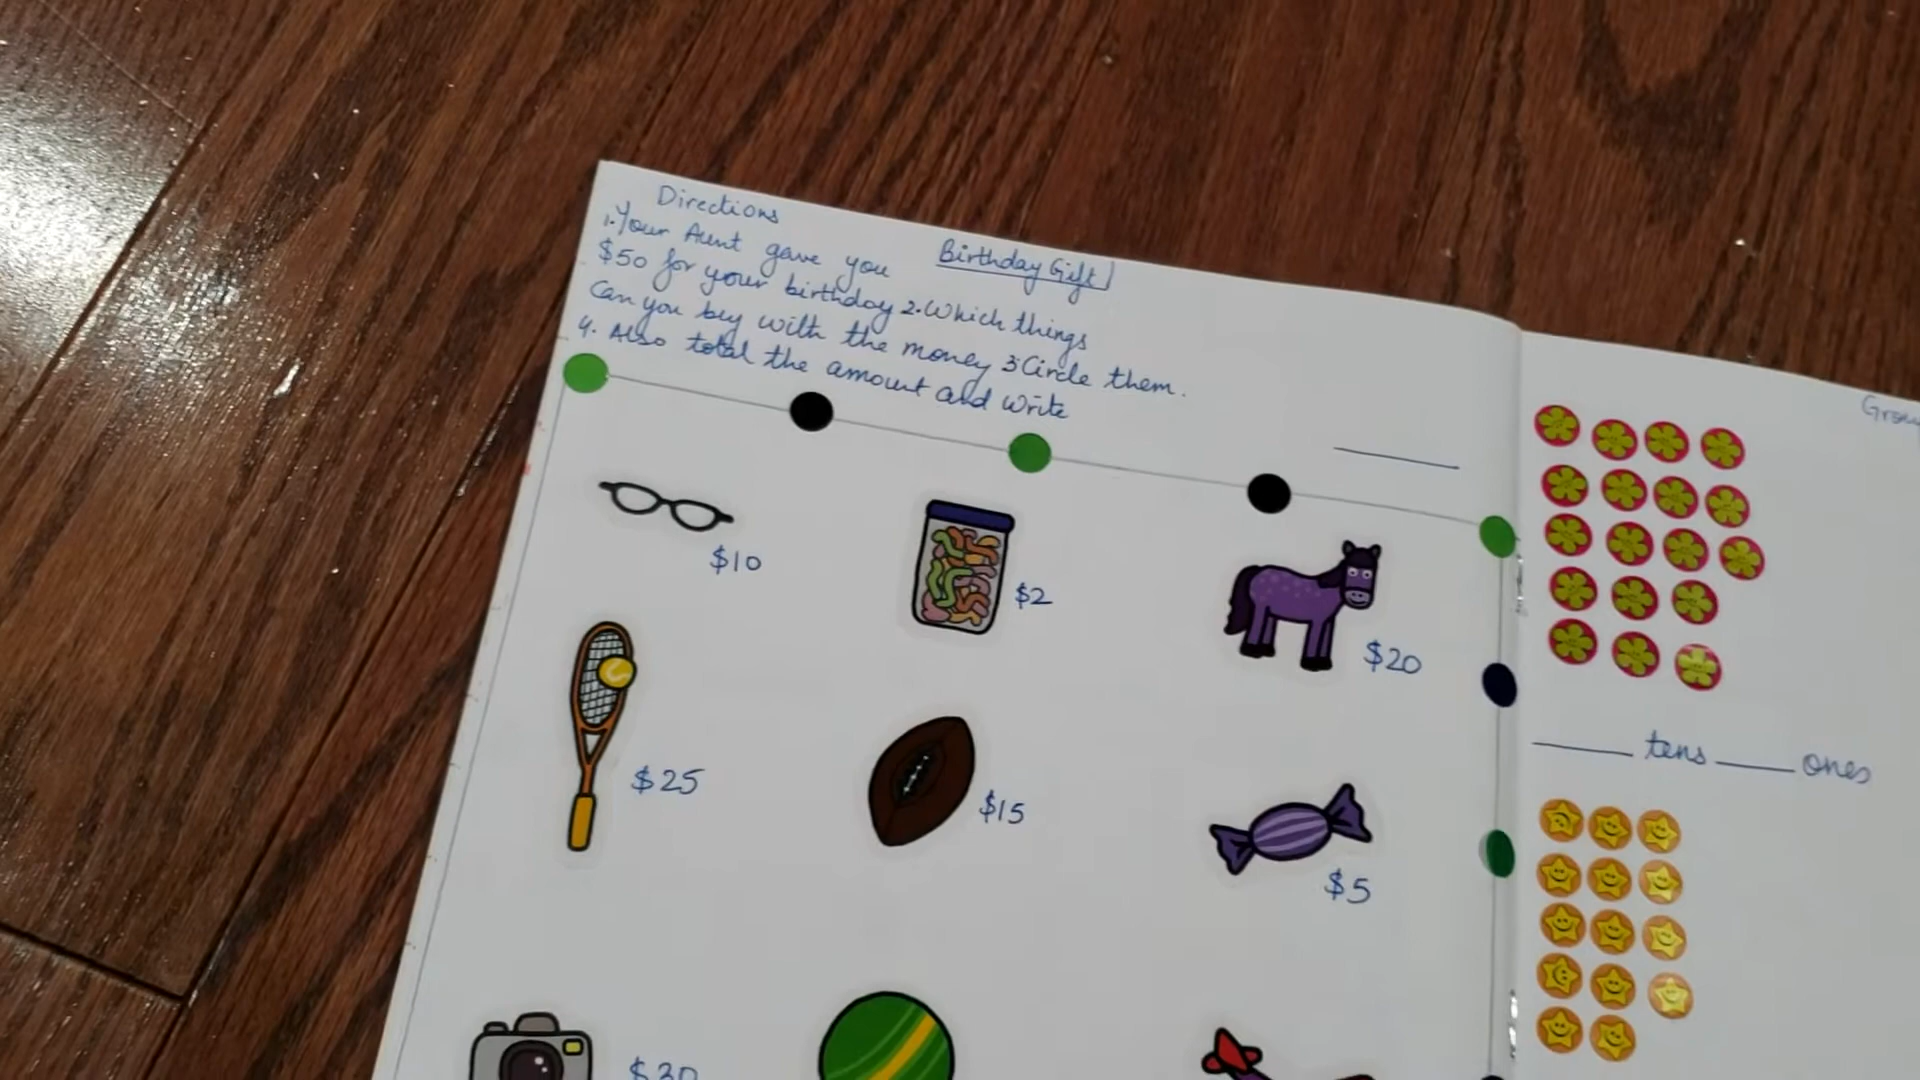 Directions
Birthday Gift
1. Your Aunt gave you
$50 for your birthday 2. Which things
Can you buy with the money 3. Circle them.
4. Also total the amount and write
$10
$2
$20
$25
$15
$5
tens ones